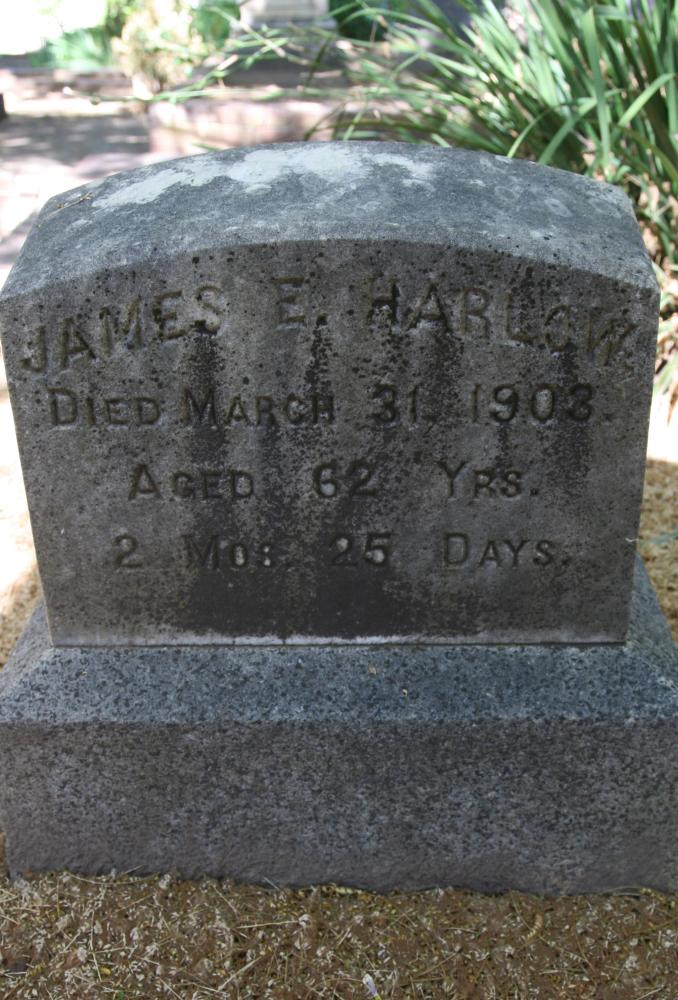 JAMES E. HARLOW.
DIED MARCH 31, 1903.
AGED 62 YRS.
2 MOS. 25 DAYS.